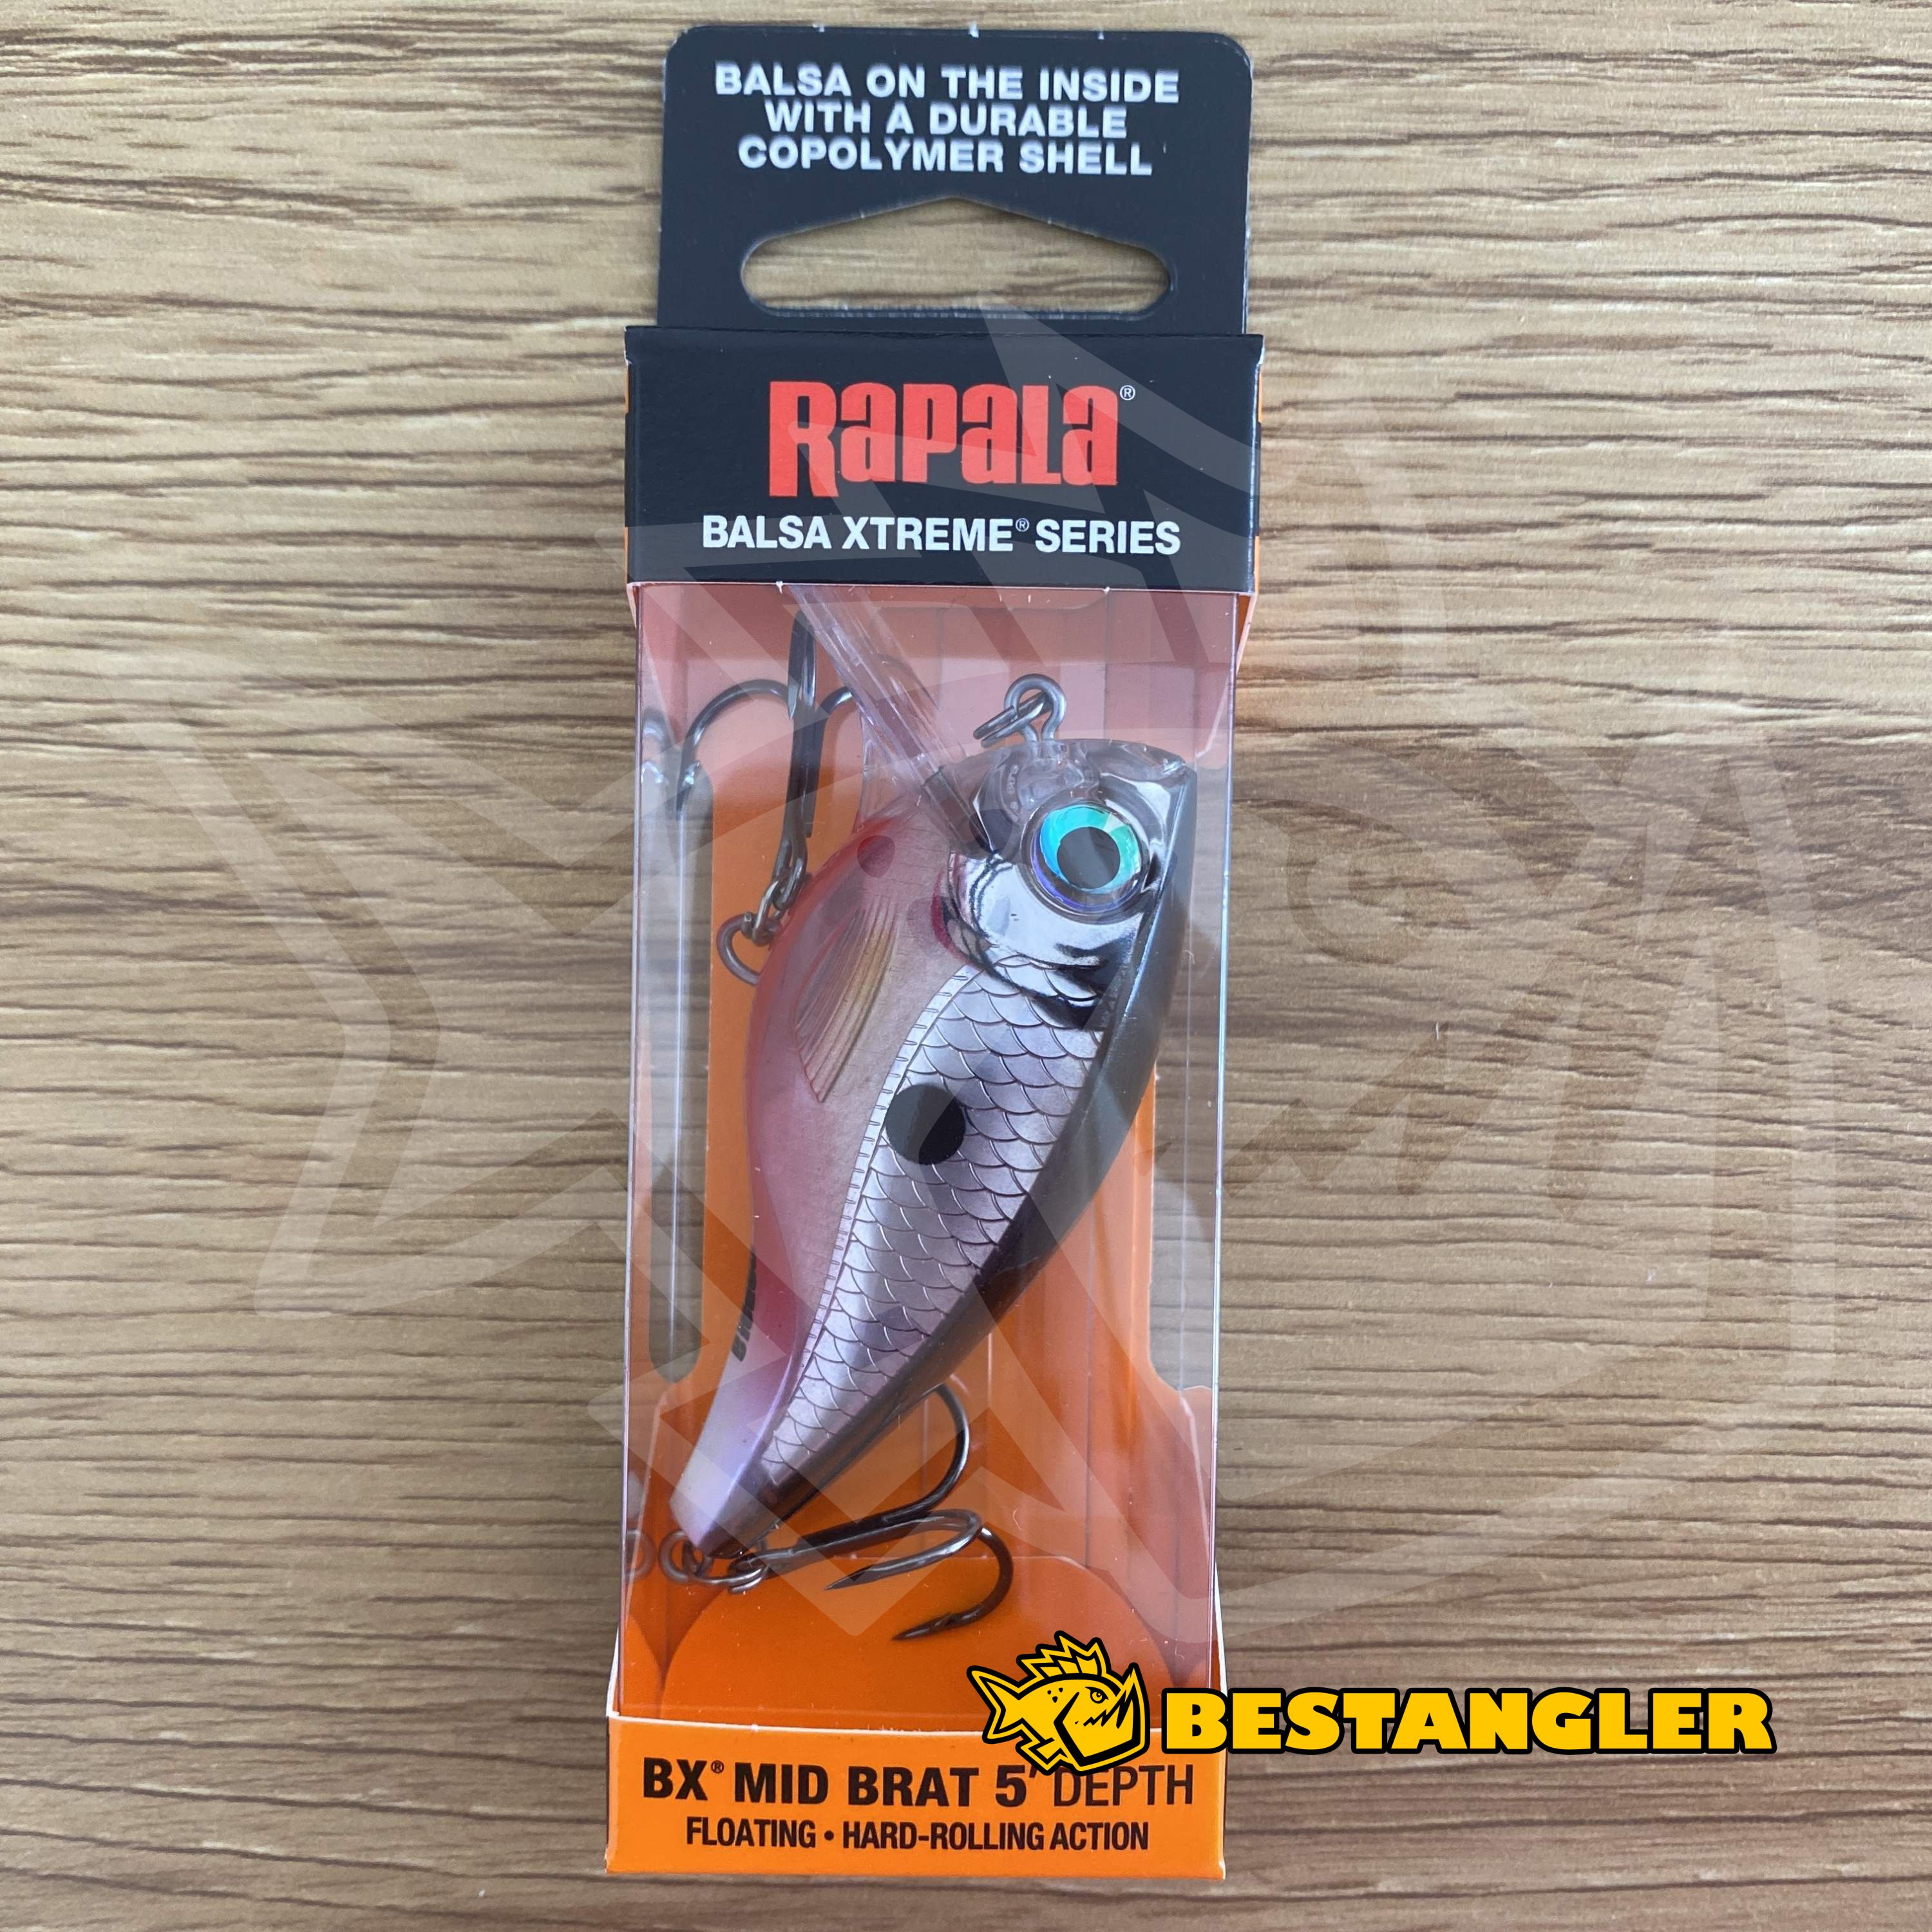 BALSA ON THE INSIDE
WITH A DURABLE
COPOLYMER SHELL
RAPALA®
BALSA XTREME® SERIES
BESTANGLER
BX® MID BRAT 5' DEPTH
FLOATING • HARD-ROLLING ACTION